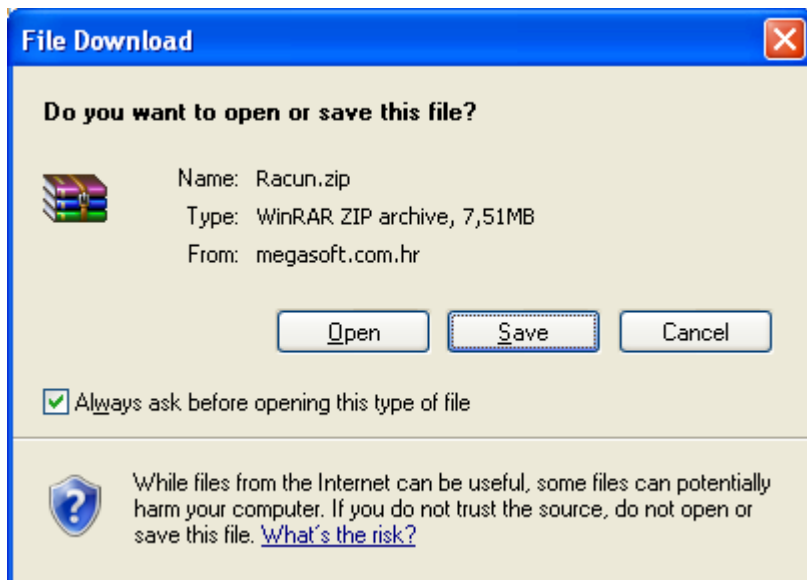 File Download
Do you want to open or save this file?
Name: Racun.zip
Type: WinRAR ZIP archive, 7,51MB
From: megasoft.com.hr
Open Save Cancel
Always ask before opening this type of file
While files from the Internet can be useful, some files can potentially
harm your computer. If you do not trust the source, do not open or
save this file. What's the risk?